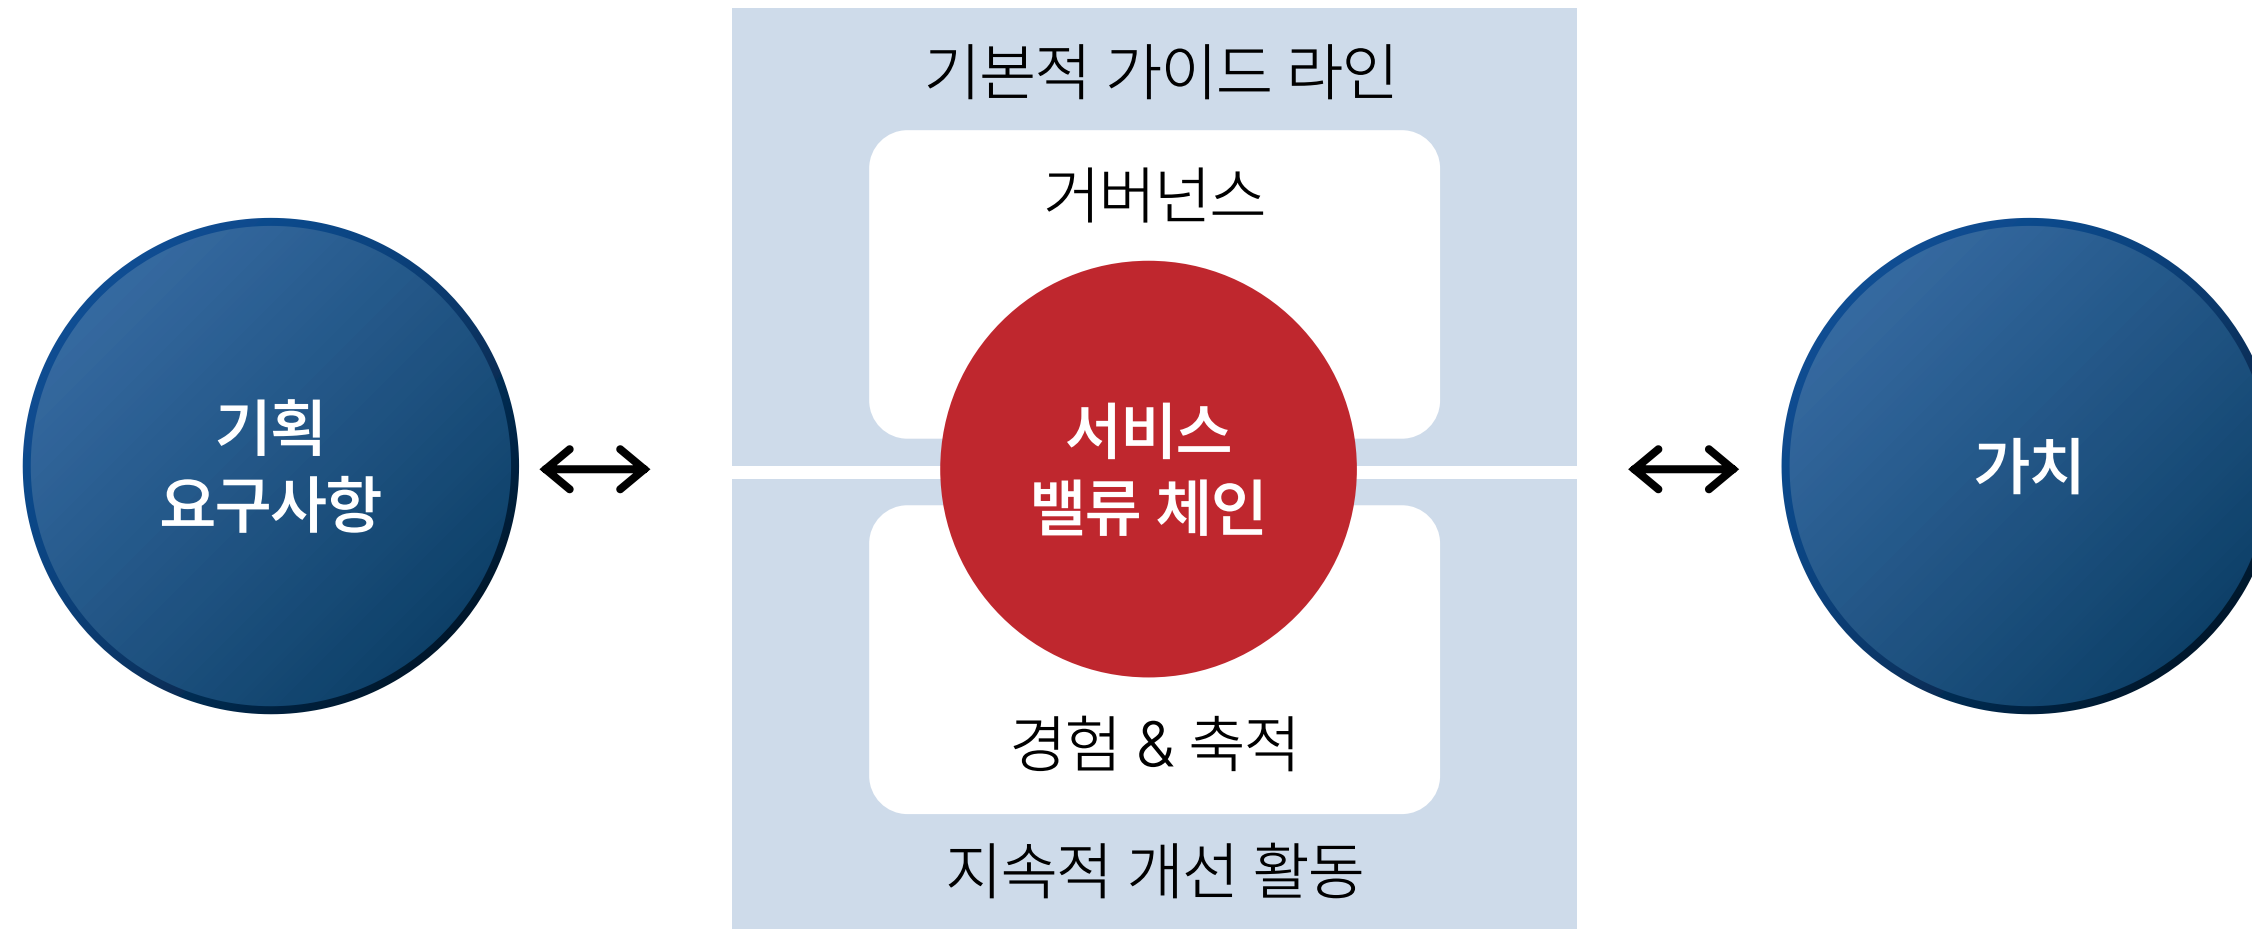 기본적 가이드 라인
거버넌스
기획
요구사항
서비스
밸류 체인
가치
경험 & 축적
지속적 개선 활동